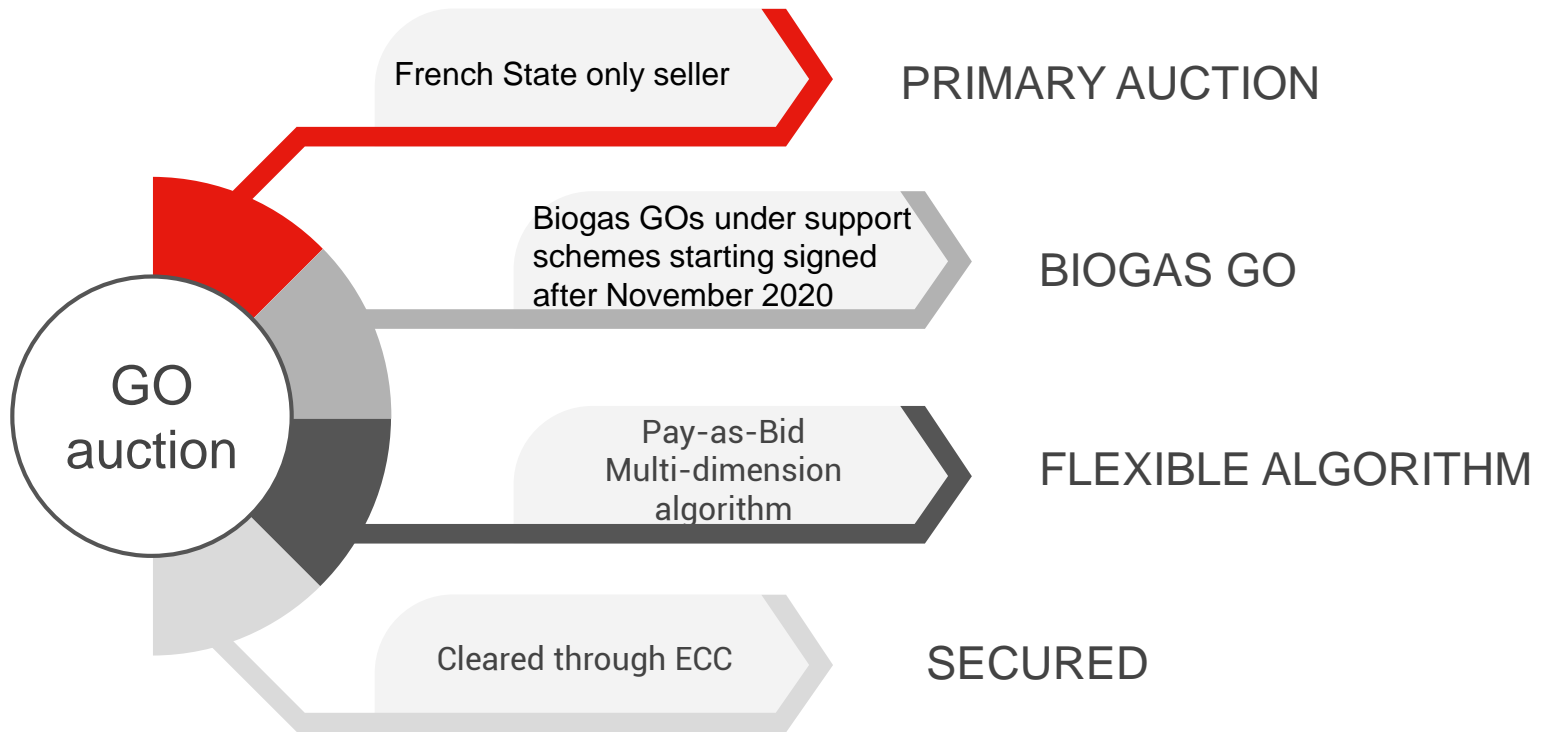 French State only seller
PRIMARY AUCTION
Biogas GOs under support
schemes starting signed
after November 2020
BIOGAS GO
GO
auction
Pay-as-Bid
Multi-dimension
algorithm
FLEXIBLE ALGORITHM
Cleared through ECC
SECURED